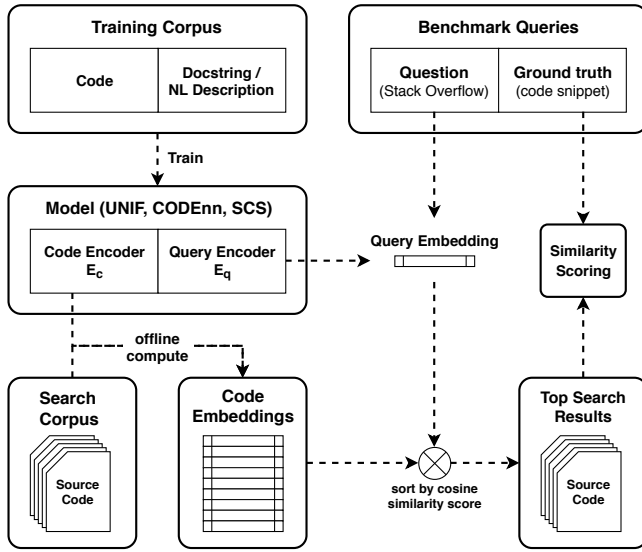 Training Corpus
Code
Docstring /
NL Description
Benchmark Queries
Question
(Stack Overflow)
Ground truth
(code snippet)
Train
Model (UNIF, CODEnn, SCS)
Code Encoder
Ec
Query Encoder
Eq
Query Embedding
Similarity
Scoring
offline
compute
Search
Corpus
Source
Code
Code
Embeddings
sort by cosine
similarity score
Top Search
Results
Source
Code